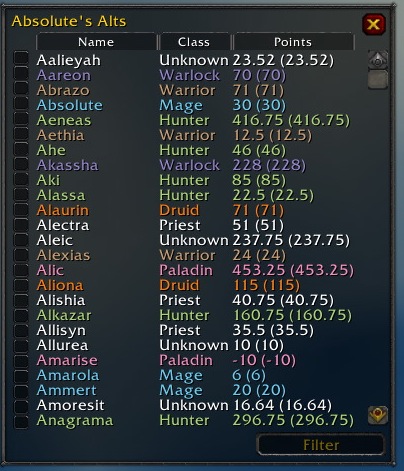 Absolute's Alts
Name Class Points
Aalieyah Unknown 23.52 (23.52)
Aareon Warlock 70 (70)
Abrazo Warrior 71 (71)
Absolute Mage 30 (30)
Aeneas Hunter 416.75 (416.75)
Aethia Warrior 12.5 (12.5)
Ahe Hunter 46 (46)
Akassha Warlock 228 (228)
Aki Hunter 85 (85)
Alassa Hunter 22.5 (22.5)
Alaurin Druid 71 (71)
Alectra Priest 51 (51)
Aleic Unknown 237.75 (237.75)
Alexias Warrior 24 (24)
Alic Paladin 453.25 (453.25)
Aliona Druid 115 (115)
Alishia Priest 40.75 (40.75)
Alkazar Hunter 160.75 (160.75)
Allisyn Priest 35.5 (35.5)
Allurea Unknown 10 (10)
Amarise Paladin -10 (-10)
Amarola Mage 6 (6)
Ammert Mage 20 (20)
Amoresit Unknown 16.64 (16.64)
Anagrama Hunter 296.75 (296.75)
Filter